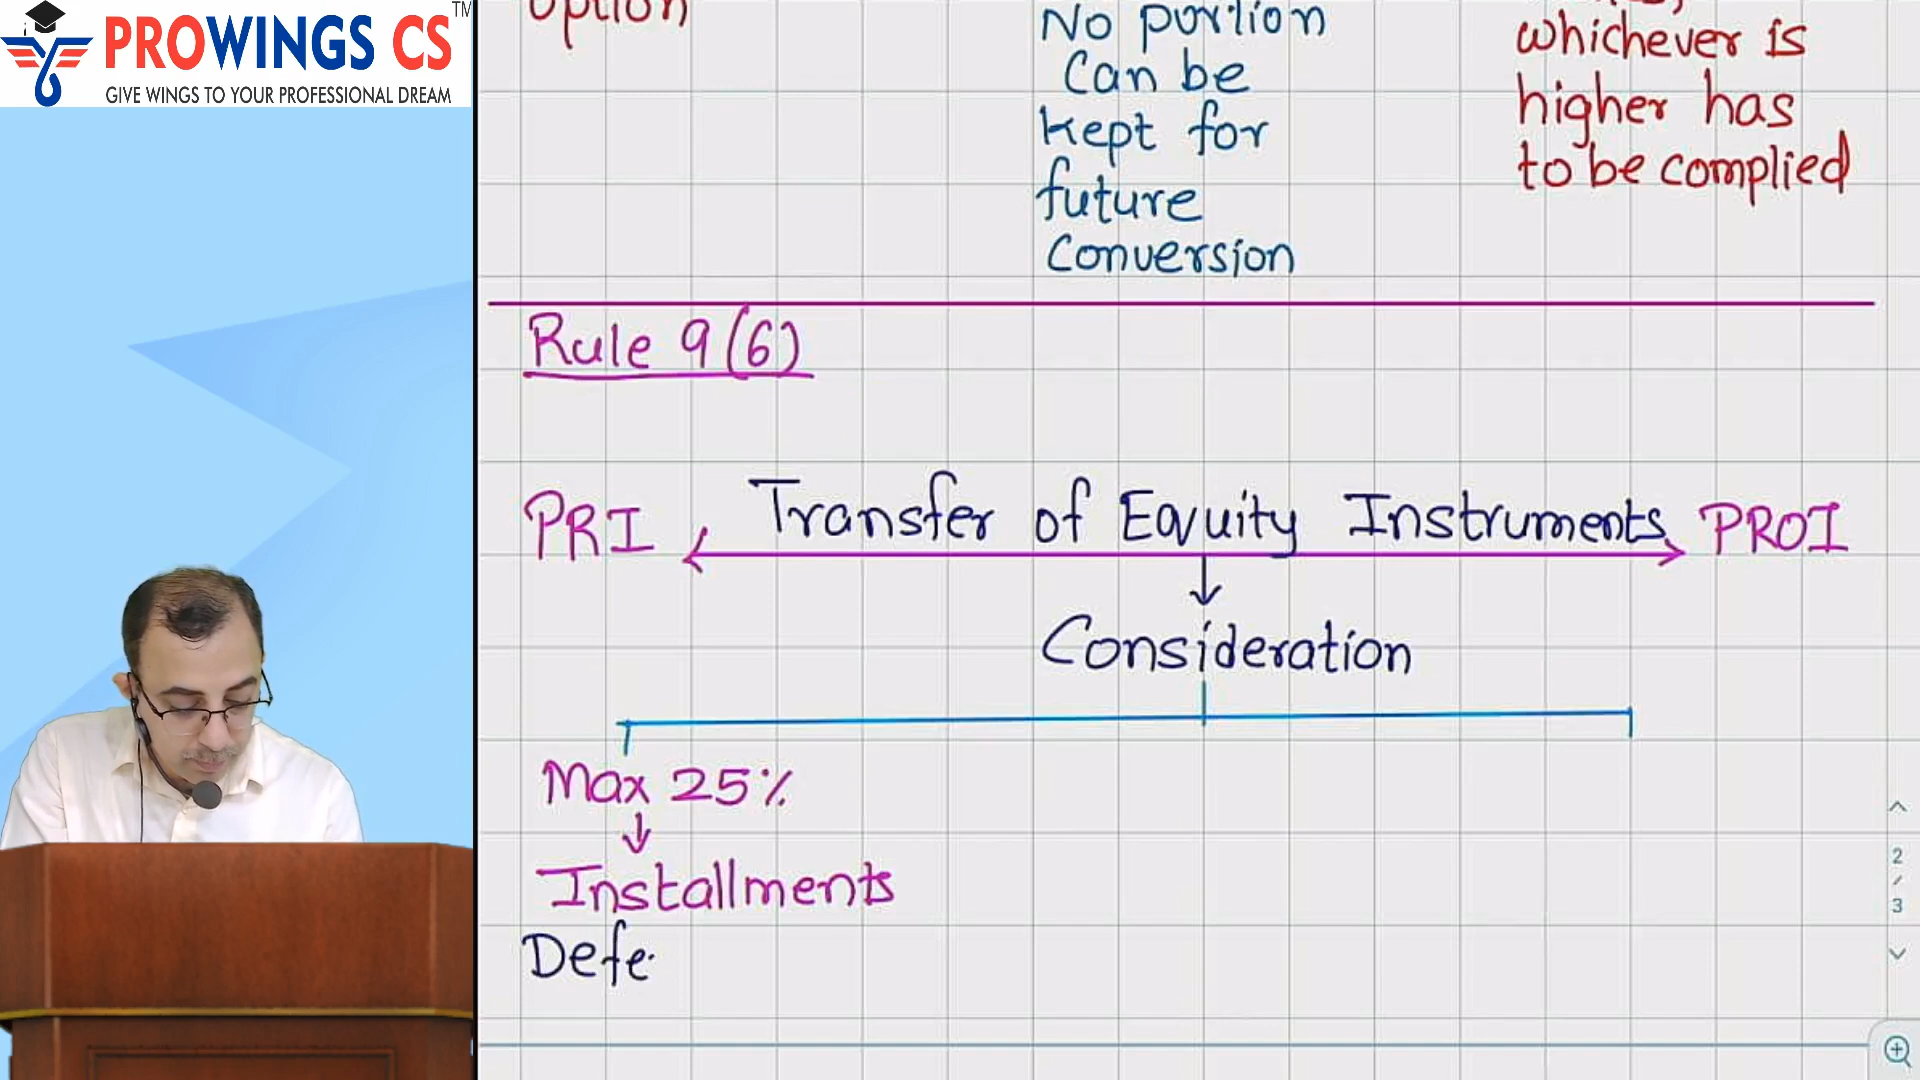 PROWINGS CS TM
GIVE WINGS TO YOUR PROFESSIONAL DREAM
option
No portion
Can be
kept for
future
Conversion
whichever is
higher has
to be complied
Rule 9(6)
PRI Transfer of Equity Instruments PROI
Consideration
Max 25%
Installments
Defe
2
/
3